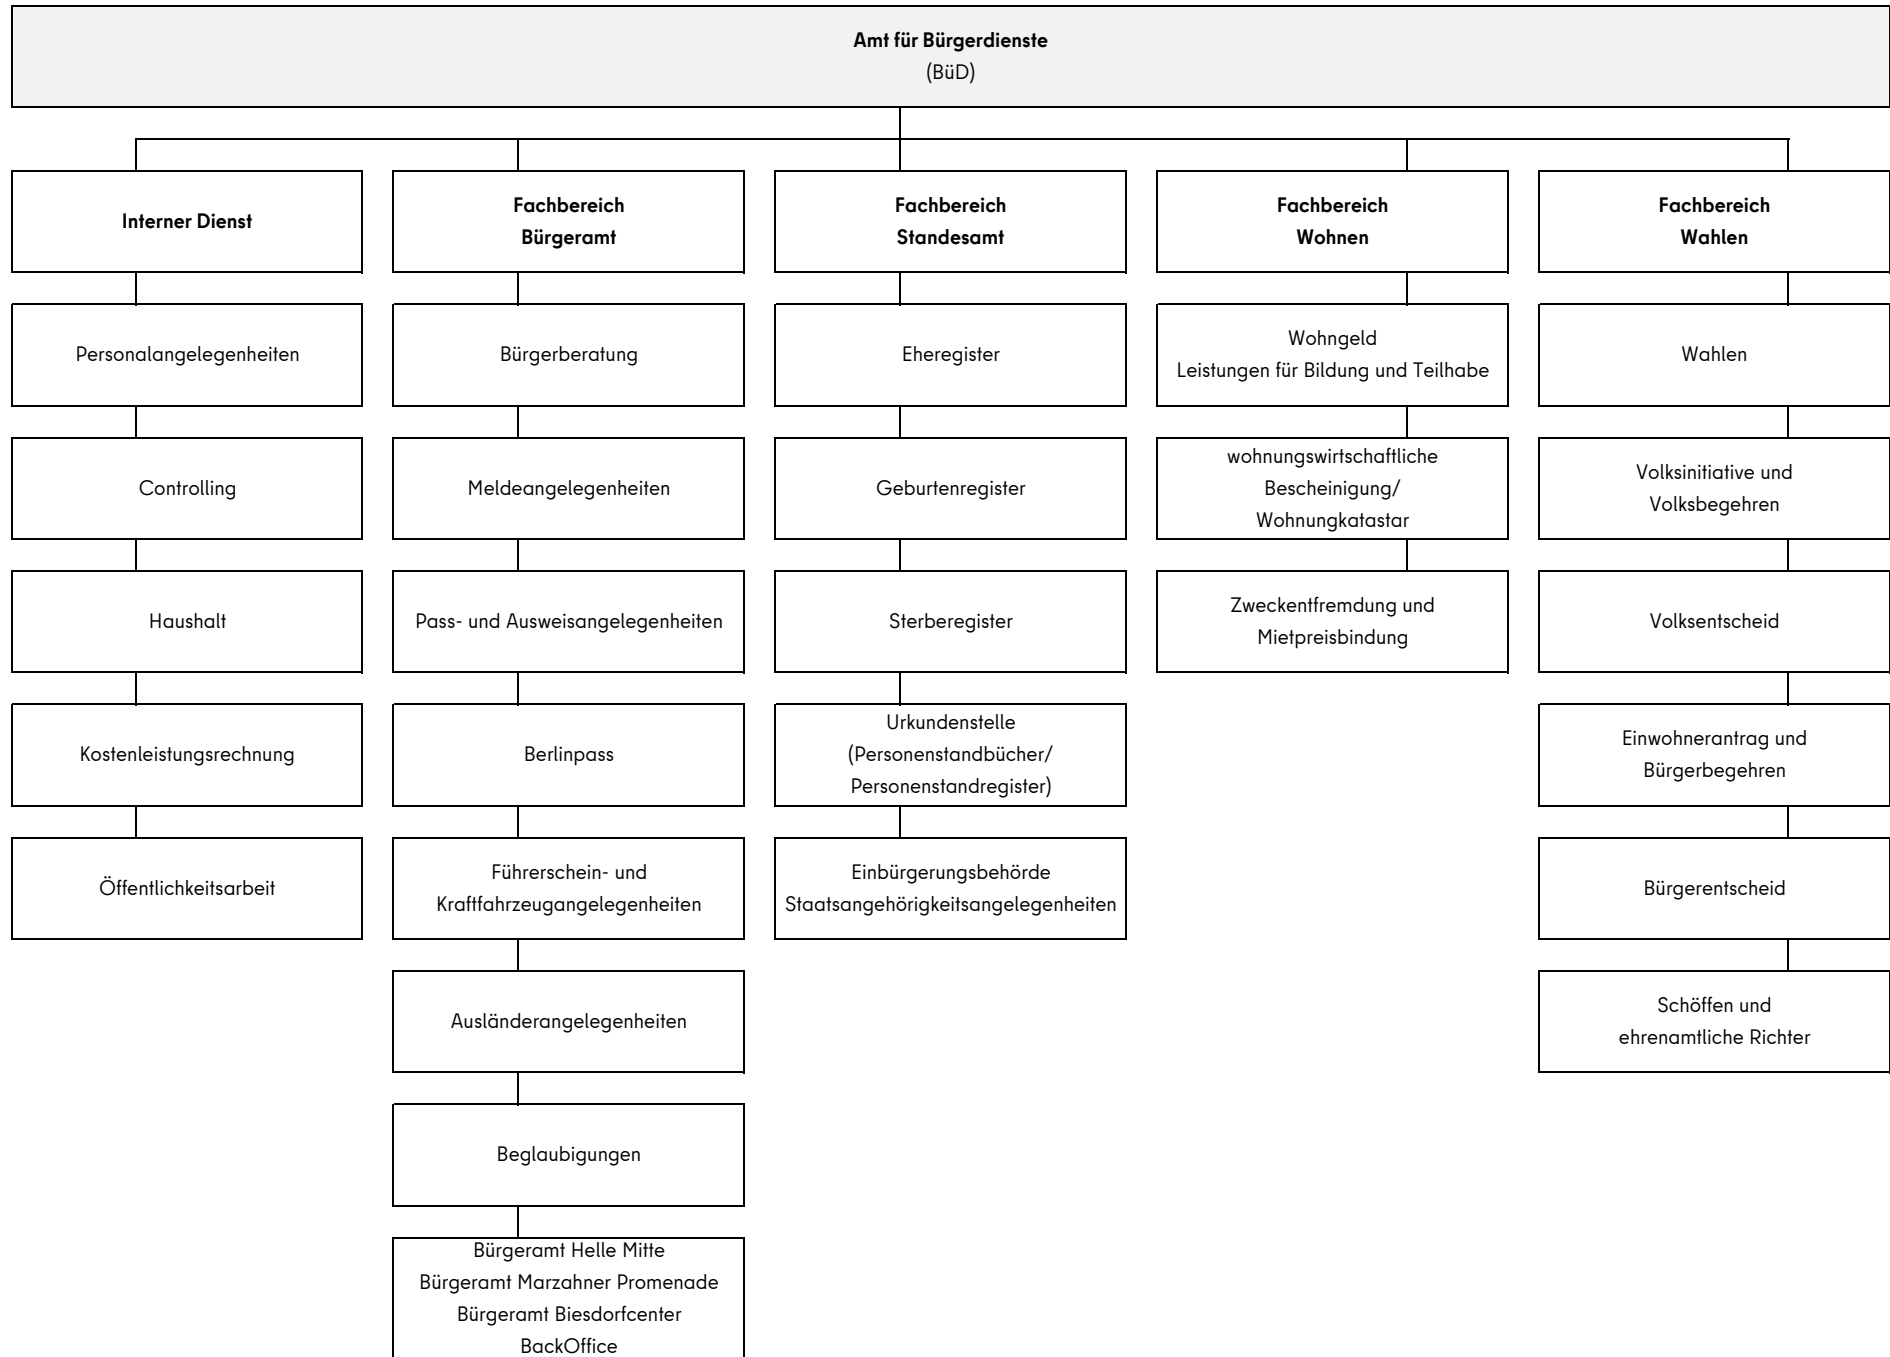 Amt für Bürgerdienste
(BüD)
Interner Dienst
Personalangelegenheiten
Controlling
Haushalt
Kostenleistungsrechnung
Öffentlichkeitsarbeit
Fachbereich
Bürgeramt
Bürgerberatung
Meldeangelegenheiten
Pass- und Ausweisangelegenheiten
Berlinpass
Führerschein- und
Kraftfahrzeugangelegenheiten
Ausländerangelegenheiten
Beglaubigungen
Bürgeramt Helle Mitte
Bürgeramt Marzahner Promenade
Bürgeramt Biesdorfcenter
BackOffice
Fachbereich
Standesamt
Eheregister
Geburtenregister
Sterberegister
Urkundenstelle
(Personenstandbücher/
Personenstandregister)
Einbürgerungsbehörde
Staatsangehörigkeitsangelegenheiten
Fachbereich
Wohnen
Wohngeld
Leistungen für Bildung und Teilhabe
wohnungswirtschaftliche
Bescheinigung/
Wohnungkatastar
Zweckentfremdung und
Mietpreisbindung
Fachbereich
Wahlen
Wahlen
Volksinitiative und
Volksbegehren
Volksentscheid
Einwohnerantrag und
Bürgerbegehren
Bürgerentscheid
Schöffen und
ehrenamtliche Richter